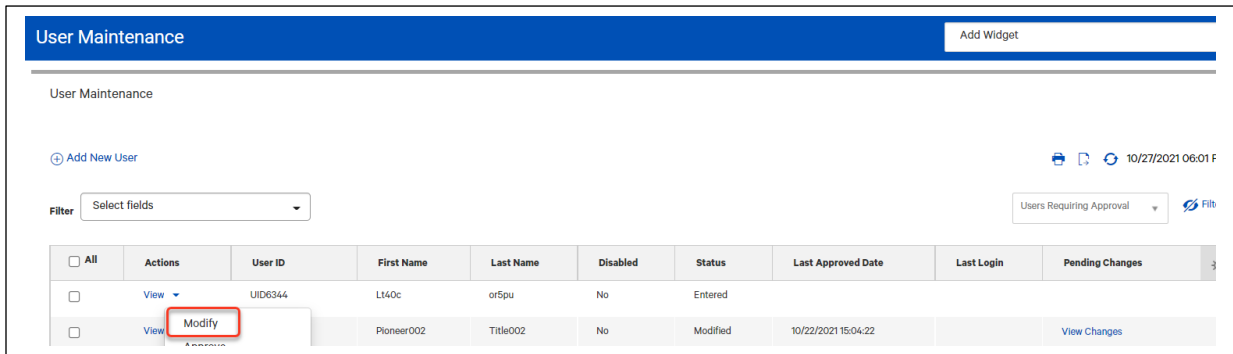 User Maintenance
Add Widget
User Maintenance
Add New User
10/27/2021 06:01
Filter
Select fields
Users Requiring Approval
All Actions User ID First Name Last Name Disabled Status Last Approved Date Last Login Pending Changes
View UID6344 Lt40c or5pu No Entered
Modify
View Pioneer002 Title002 No Modified 10/22/2021 15:04:22 View Changes